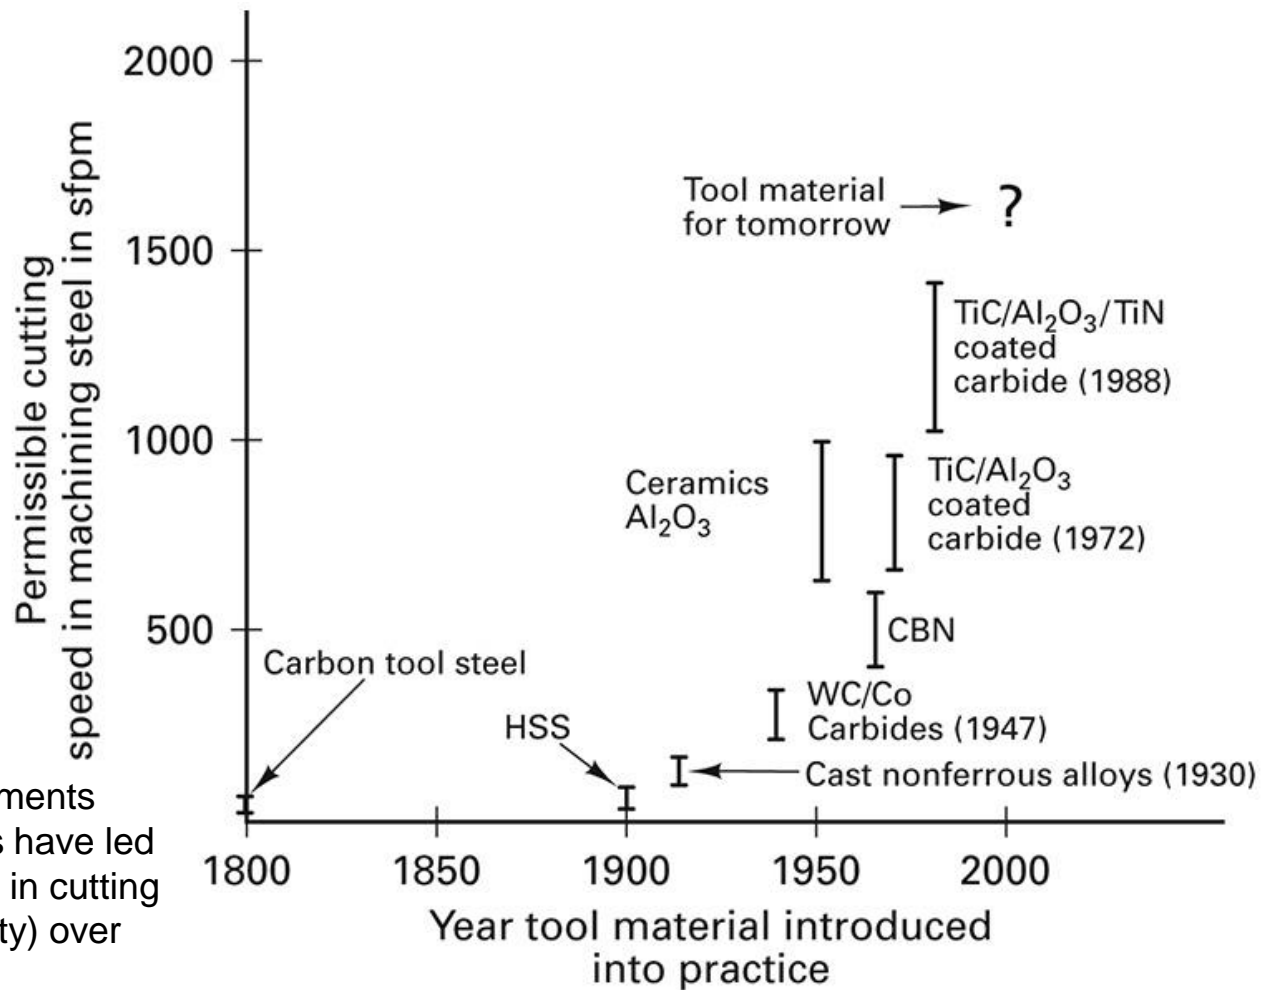 2000
1500
1000
500
Permissible cutting
speed in machining steel in sfpm
Tool material
for tomorrow
?
TiC/Al₂O₃/TiN
coated
carbide (1988)
Ceramics
Al₂O₃
TiC/Al₂O₃
coated
carbide (1972)
CBN
Carbon tool steel
WC/Co
Carbides (1947)
HSS
Cast nonferrous alloys (1930)
ments
s have led
in cutting
ty) over
1800 1850 1900 1950 2000
Year tool material introduced
into practice